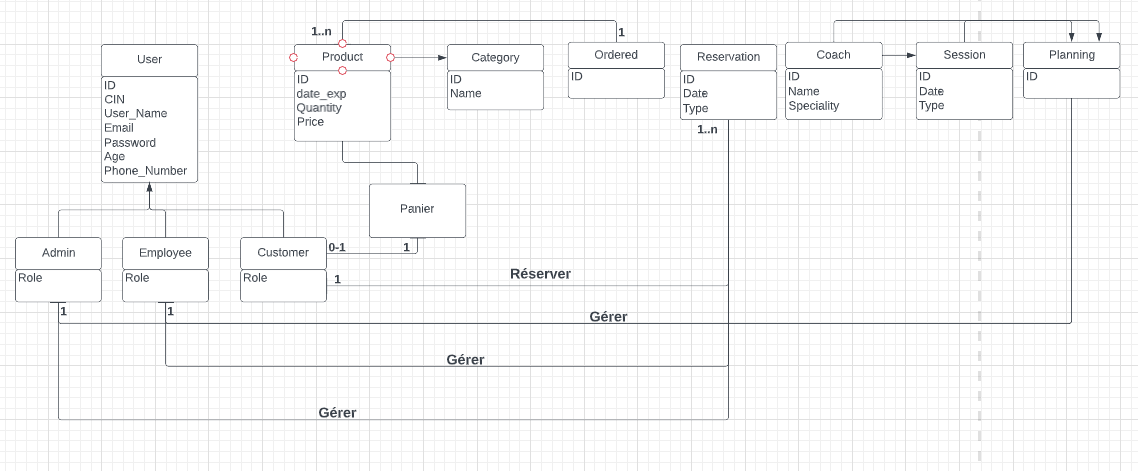 1..n
1
User
ID
CIN
User_Name
Email
Password
Age
Phone_Number
Product
ID
date_exp
Quantity
Price
Category
ID
Name
Ordered
ID
Reservation
ID
Date
Type
1..n
Coach
ID
Name
Speciality
Session
ID
Date
Type
Planning
ID
Panier
Admin
Role
Employee
Role
Customer
Role
0-1
1
1
Réserver
1
1
Gérer
Gérer
Gérer